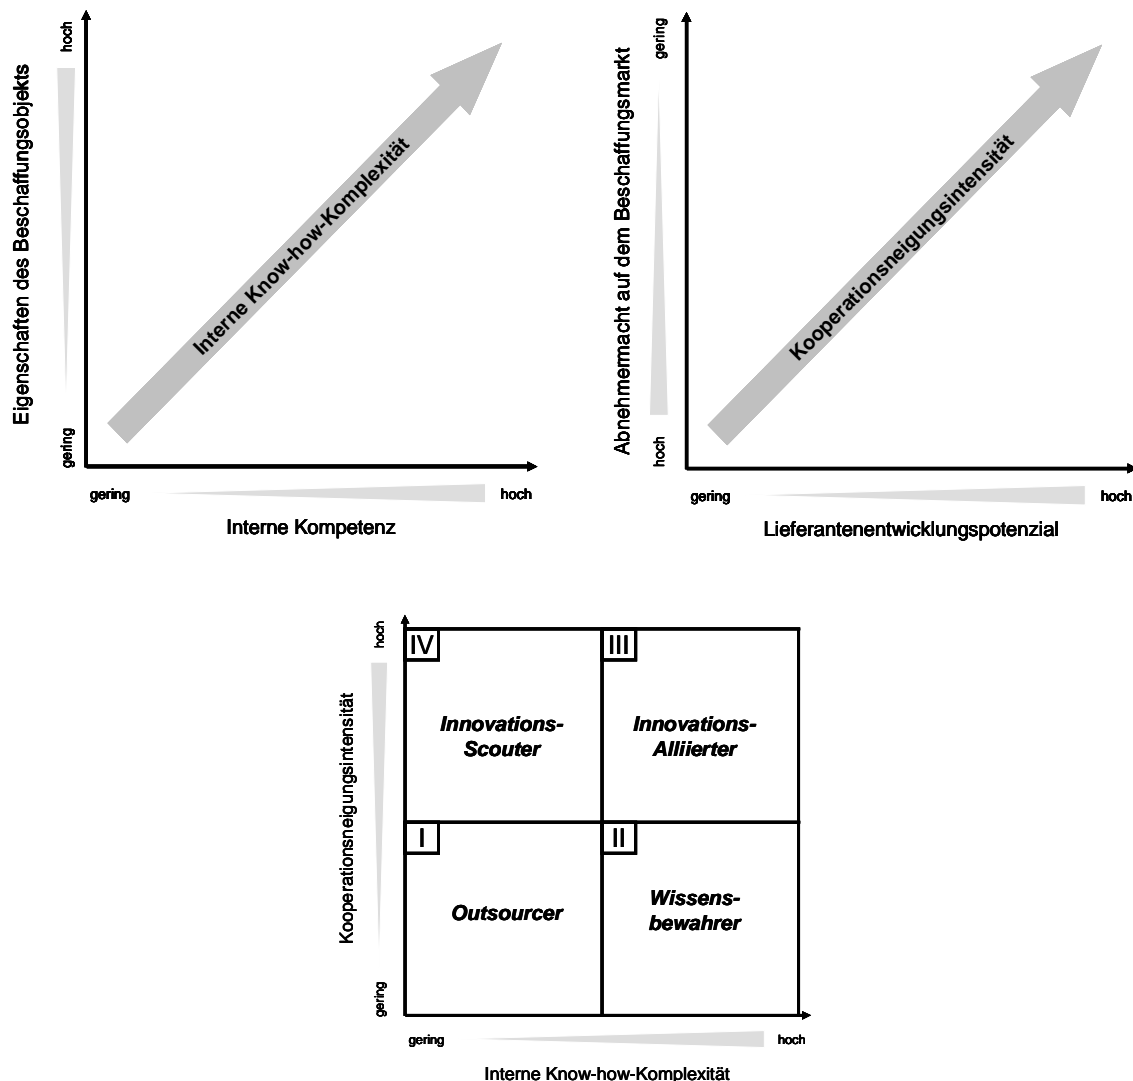 hoch
Eigenschaften des Beschaffungsobjekts
Interne Know-how-Komplexität
gering
gering
hoch
Interne Kompetenz
gering
Abnehmermacht auf dem Beschaffungsmarkt
Kooperationsneigungsintensität
hoch
gering
hoch
Lieferantenentwicklungspotenzial
hoch
Kooperationsneigungsintensität
IV
Innovations-
Scouter
III
Innovations-
Alliierter
I
Outsourcer
II
Wissens-
bewahrer
gering
gering
hoch
Interne Know-how-Komplexität